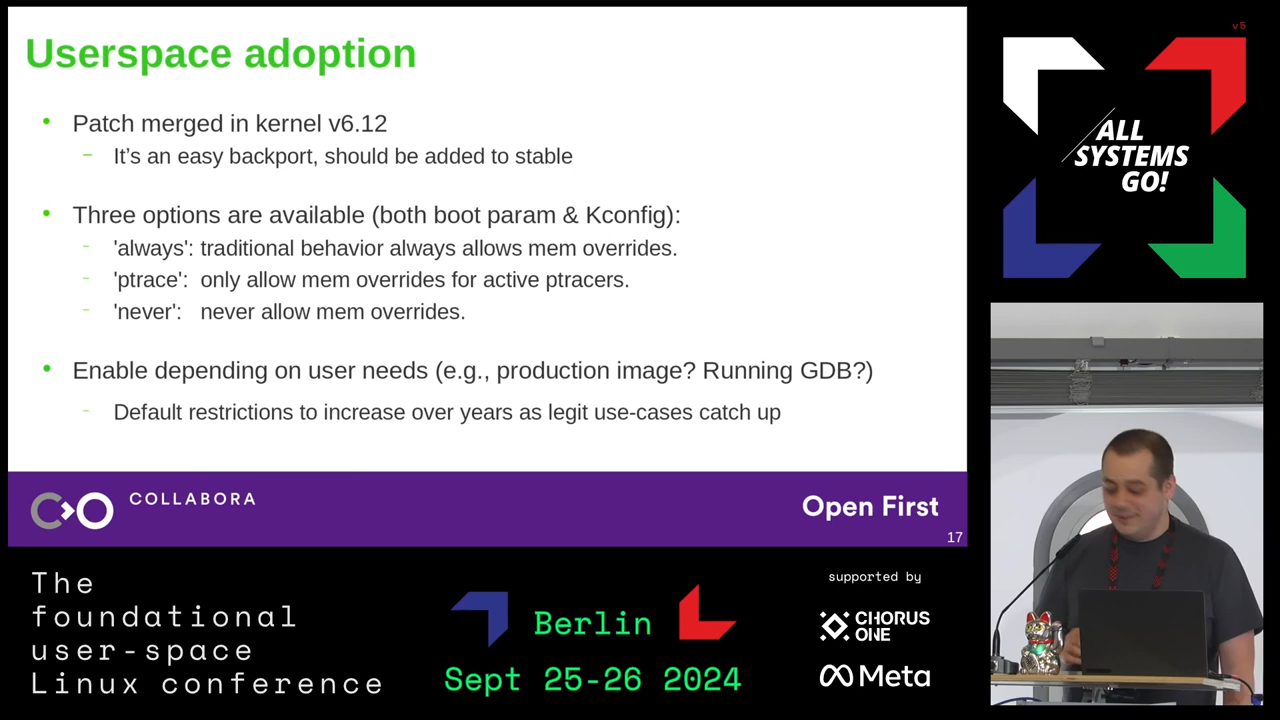 Userspace adoption
• Patch merged in kernel v6.12
– It’s an easy backport, should be added to stable
• Three options are available (both boot param & Kconfig):
– 'always': traditional behavior always allows mem overrides.
– 'ptrace': only allow mem overrides for active ptracers.
– 'never': never allow mem overrides.
• Enable depending on user needs (e.g., production image? Running GDB?)
– Default restrictions to increase over years as legit use-cases catch up
COLLABORA
Open First
17
v5
ALL
SYSTEMS
GO!
The
foundational
user-space
Linux conference
Berlin
Sept 25-26 2024
supported by
CHORUS
ONE
Meta